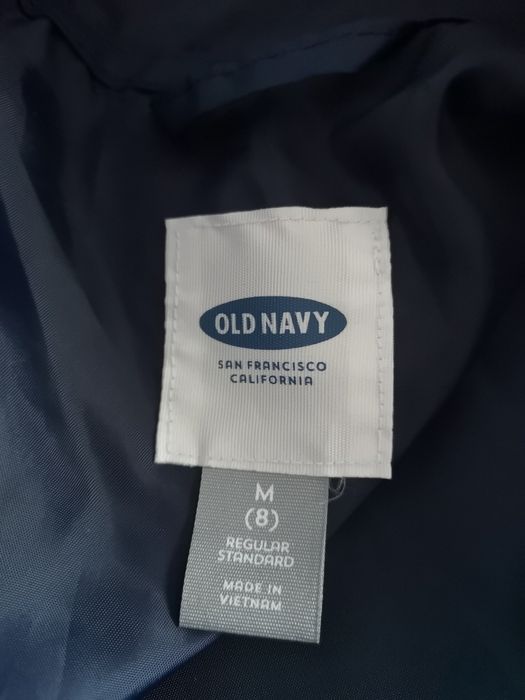 OLD NAVY
SAN FRANCISCO
CALIFORNIA
M
(8)
REGULAR
STANDARD
MADE IN
VIETNAM